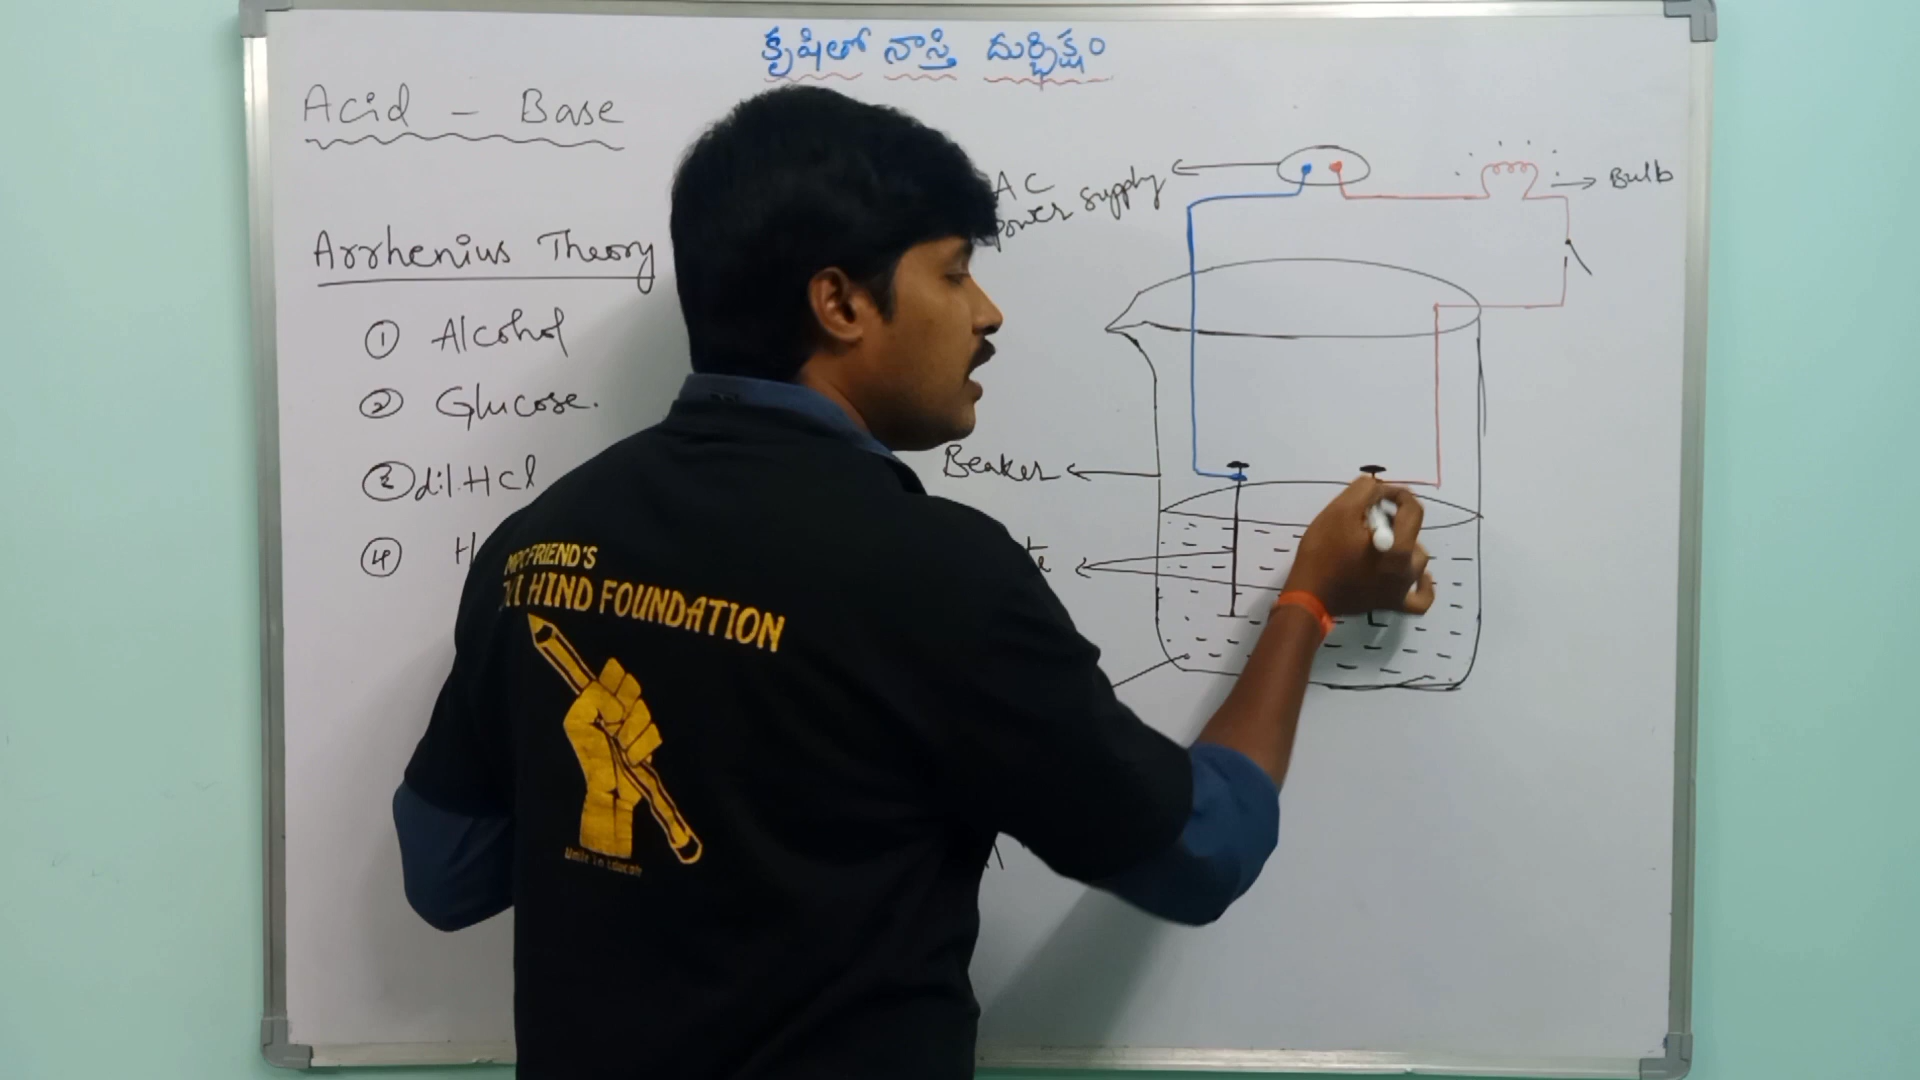 కృషితో నాస్తి దుర్భిక్షం
Acid - Base
Arrhenius Theory
① Alcohol
② Glucose.
③ dil. HCl
④ H
AC
power supply
Bulb
Beaker
MPC FRIEND'S
HIND FOUNDATION